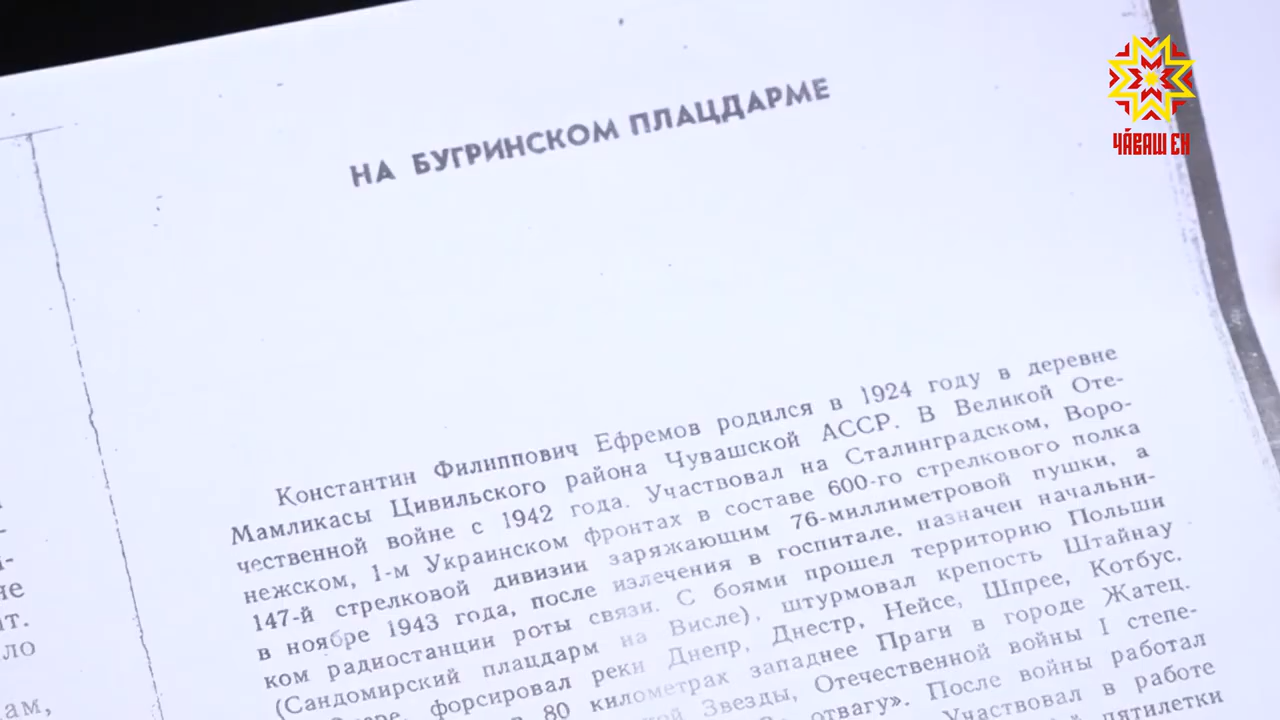 ЧӐВАШ ЕН
НА БУГРИНСКОМ ПЛАЦДАРМЕ
Константин Филиппович Ефремов родился в 1924 году в деревне
Мамликасы Цивильского района Чувашской АССР. В Великой Оте-
чественной войне с 1942 года. Участвовал на Сталинградском, Воро-
нежском, 1-м Украинском фронтах в составе 600-го стрелкового полка
147-й стрелковой дивизии заряжающим 76-миллиметровой пушки, а
в ноябре 1943 года, после излечения в госпитале, назначен начальни-
ком радиостанции роты связи. С боями прошел территорию Польши
(Сандомирский плацдарм на Висле), штурмовал крепость Штайнау
форсировал реки Днепр, Днестр, Нейсе, Шпрее, Котбус.
80 километрах западнее Праги в городе Жатец.
Звезды, Отечественной войны I степе-
отвагу». После войны работал
Участвовал в работе
пятилетки
не
ло